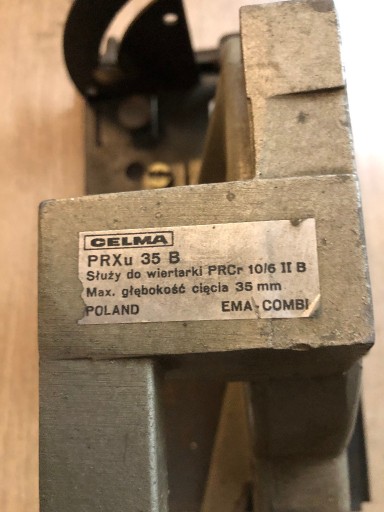 CELMA
PRXu 35 B
Służy do wiertarki PRCr 10/6 II B
Max. głębokość cięcia 35 mm
POLAND EMA-COMBI